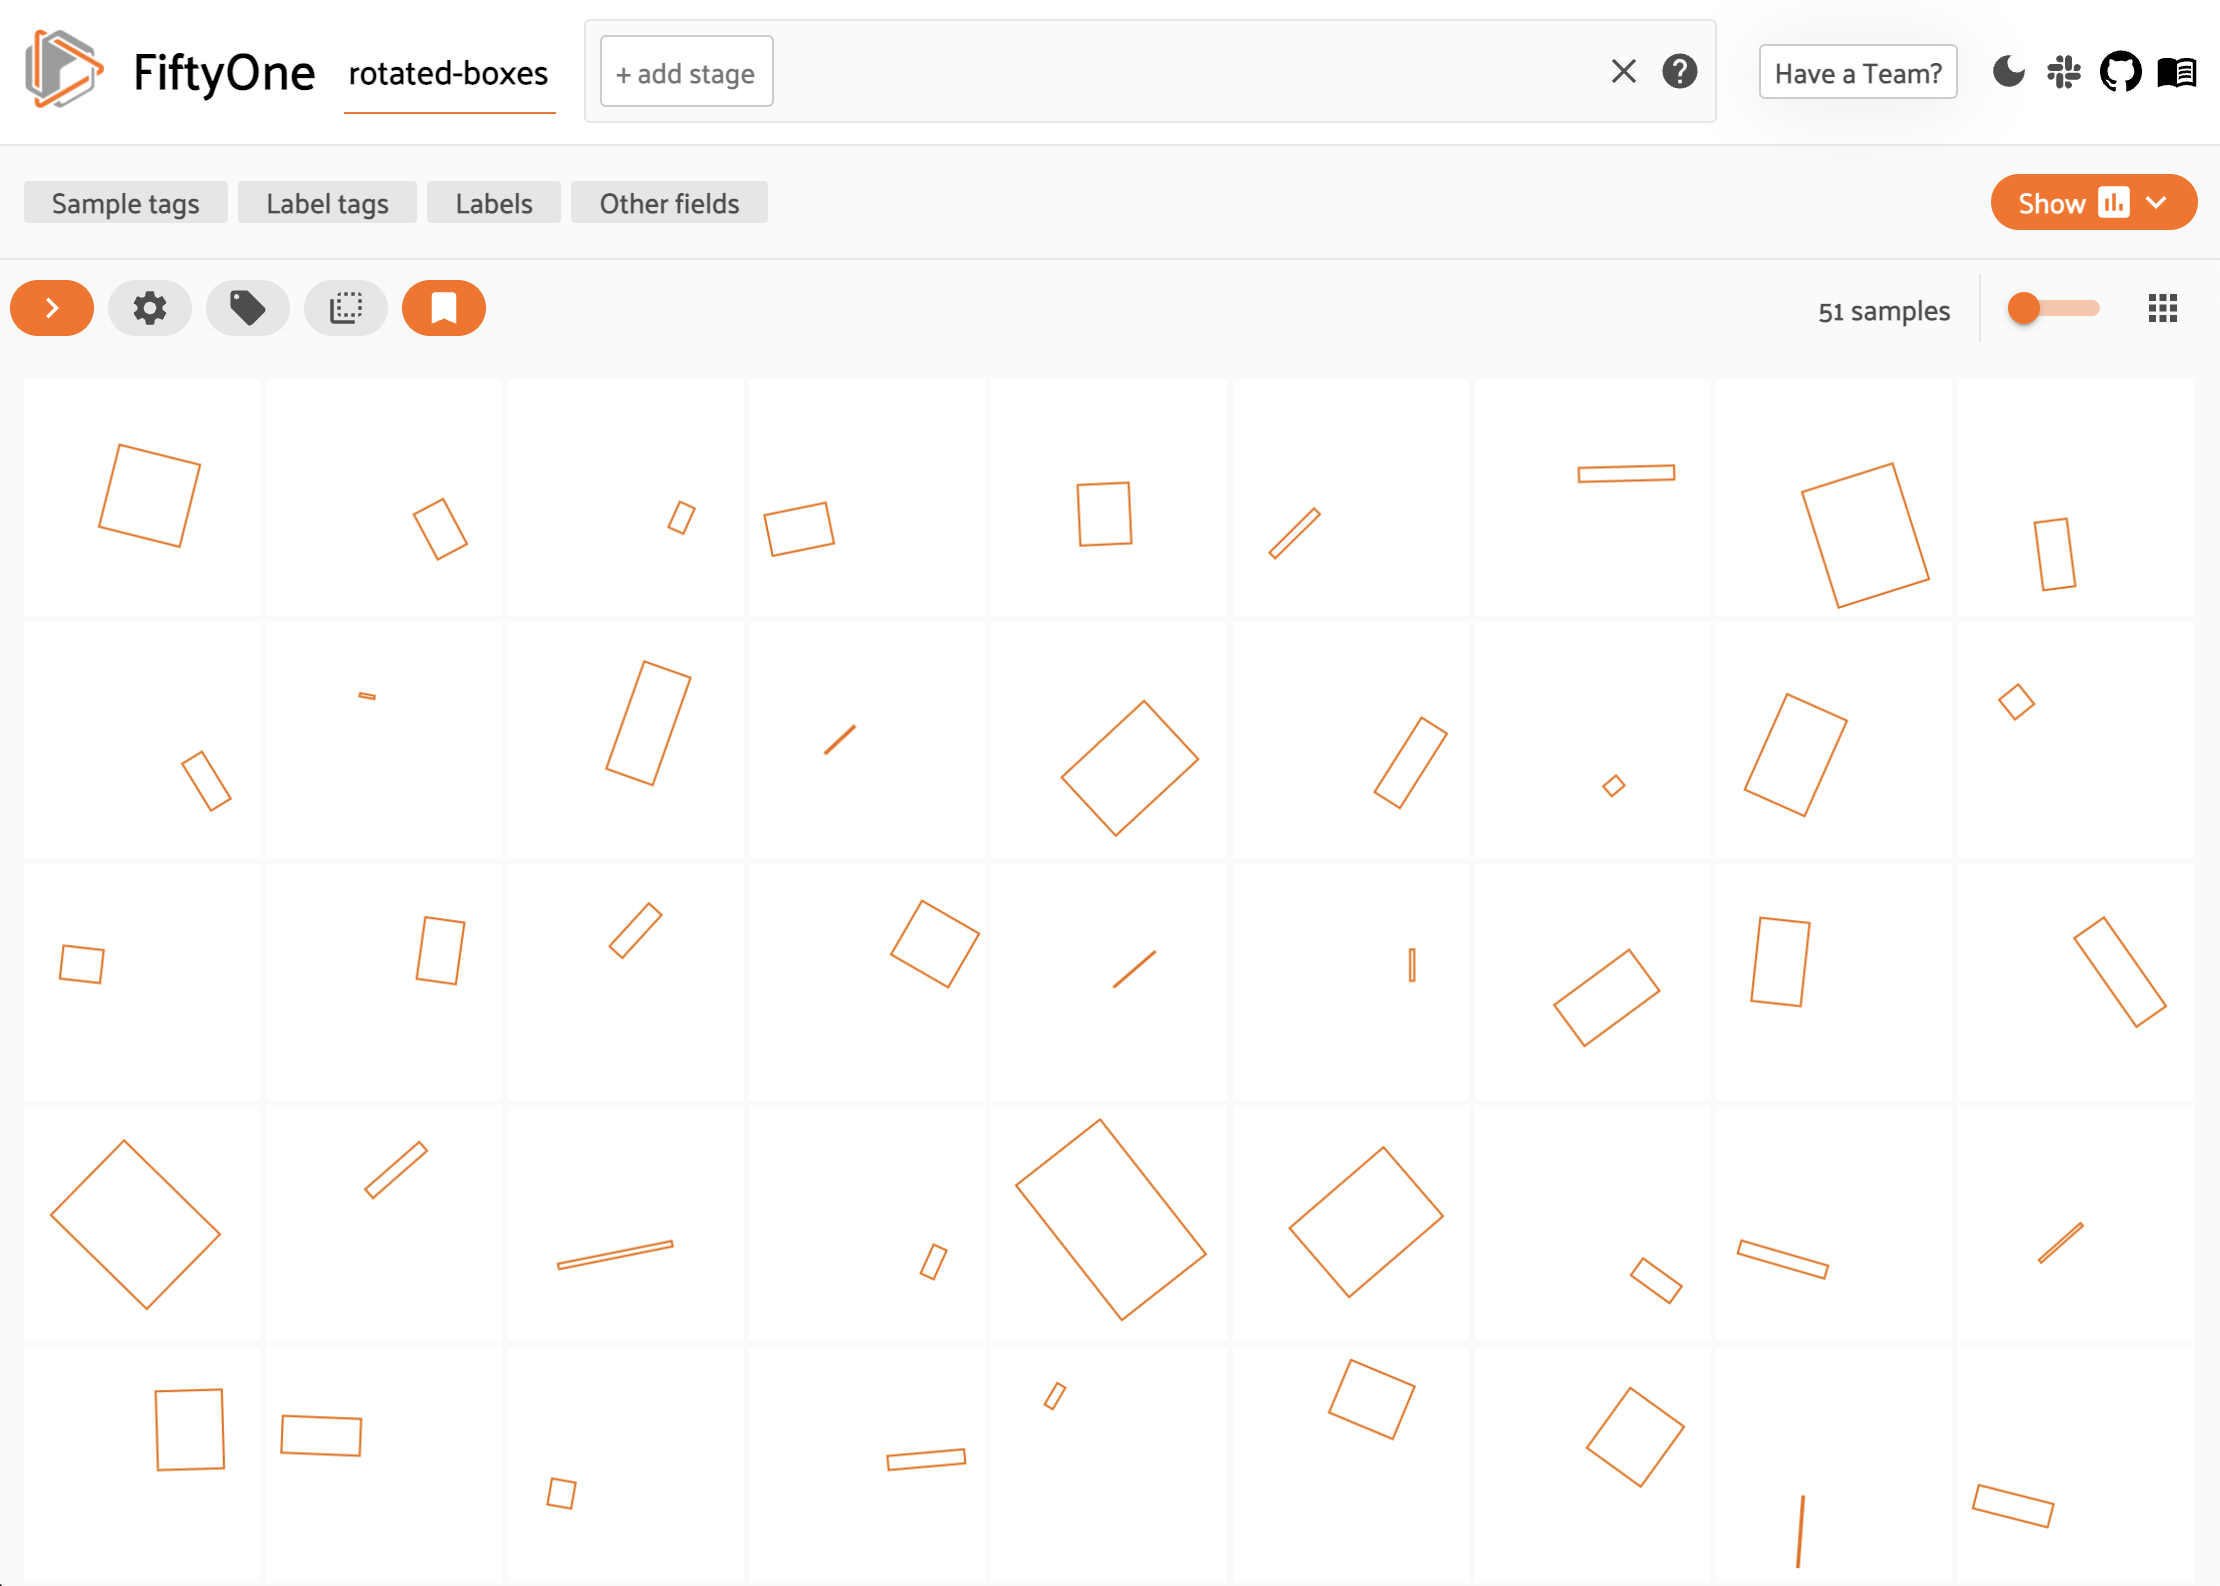 FiftyOne
rotated-boxes
+ add stage
Have a Team?
Sample tags
Label tags
Labels
Other fields
Show
51 samples